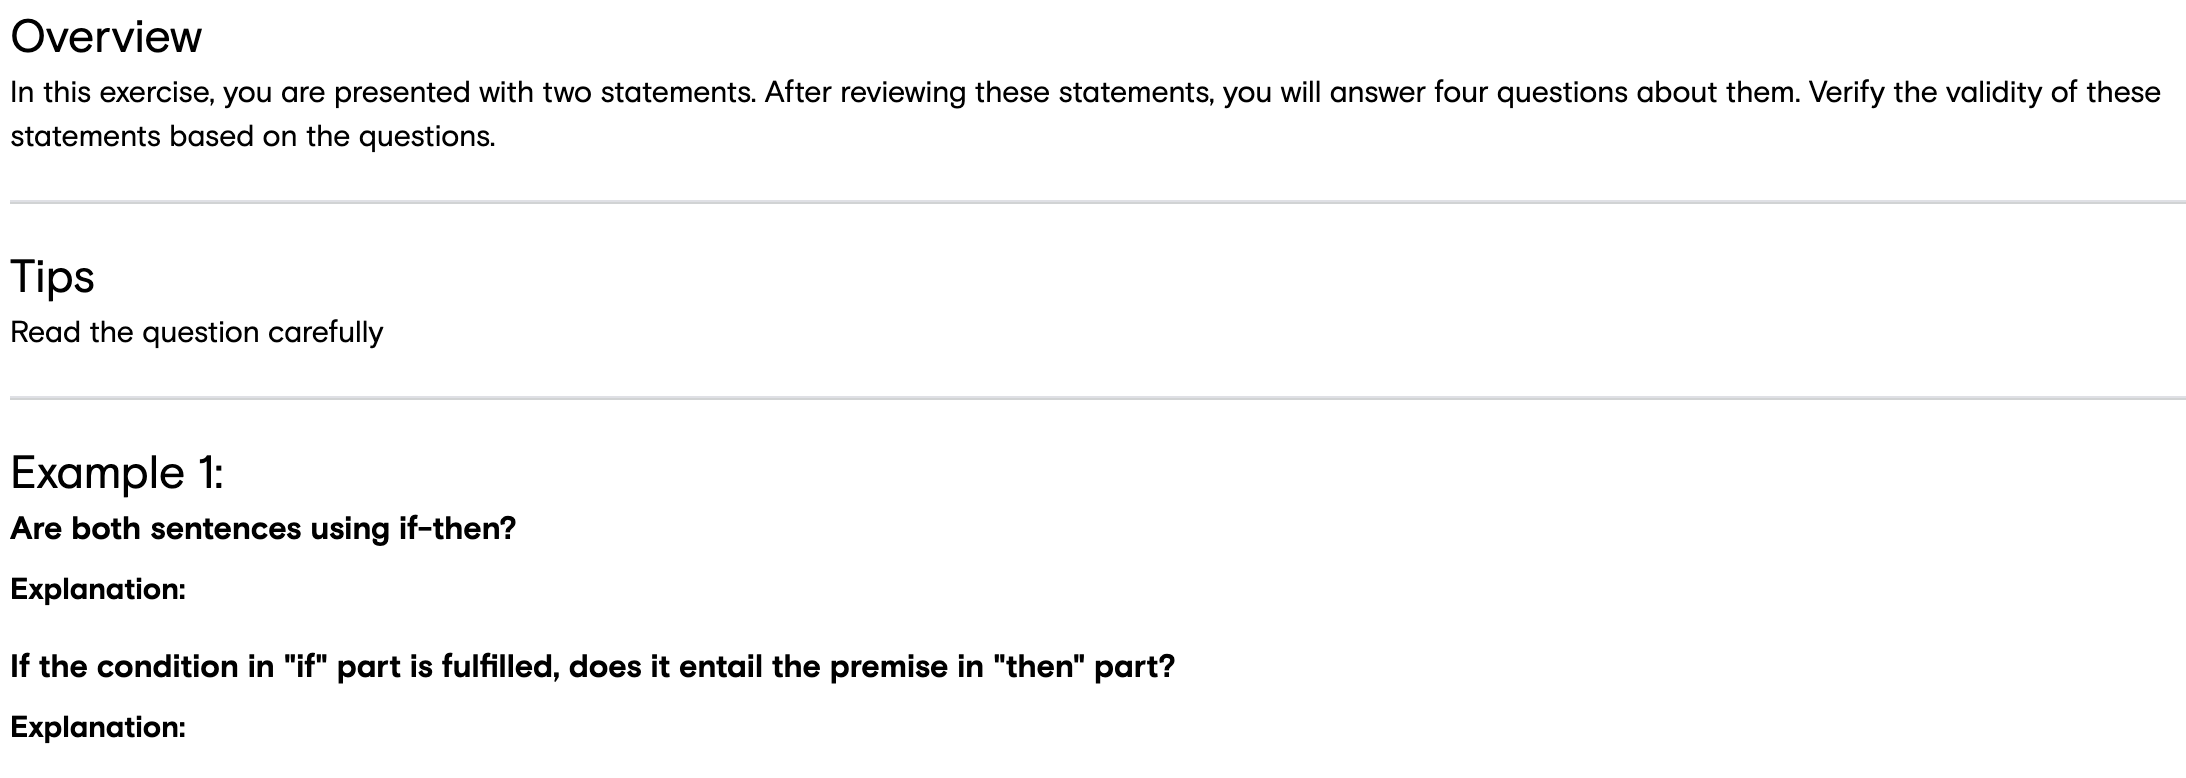 Overview
In this exercise, you are presented with two statements. After reviewing these statements, you will answer four questions about them. Verify the validity of these
statements based on the questions.
Tips
Read the question carefully
Example 1:
Are both sentences using if-then?
Explanation:
If the condition in "if" part is fulfilled, does it entail the premise in "then" part?
Explanation: